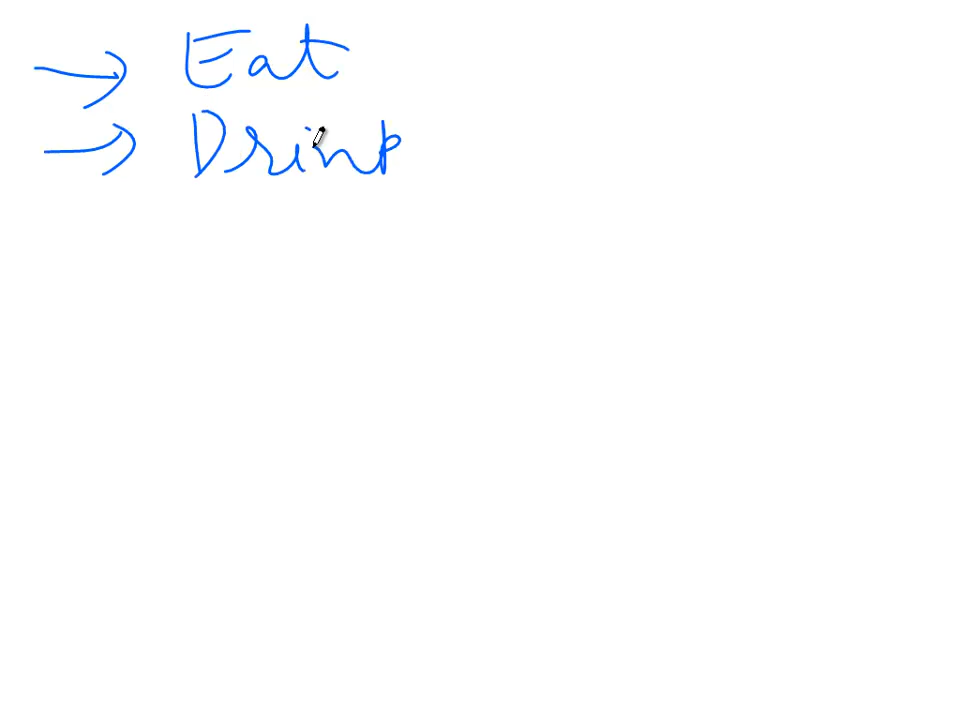 → Eat
→ Drink